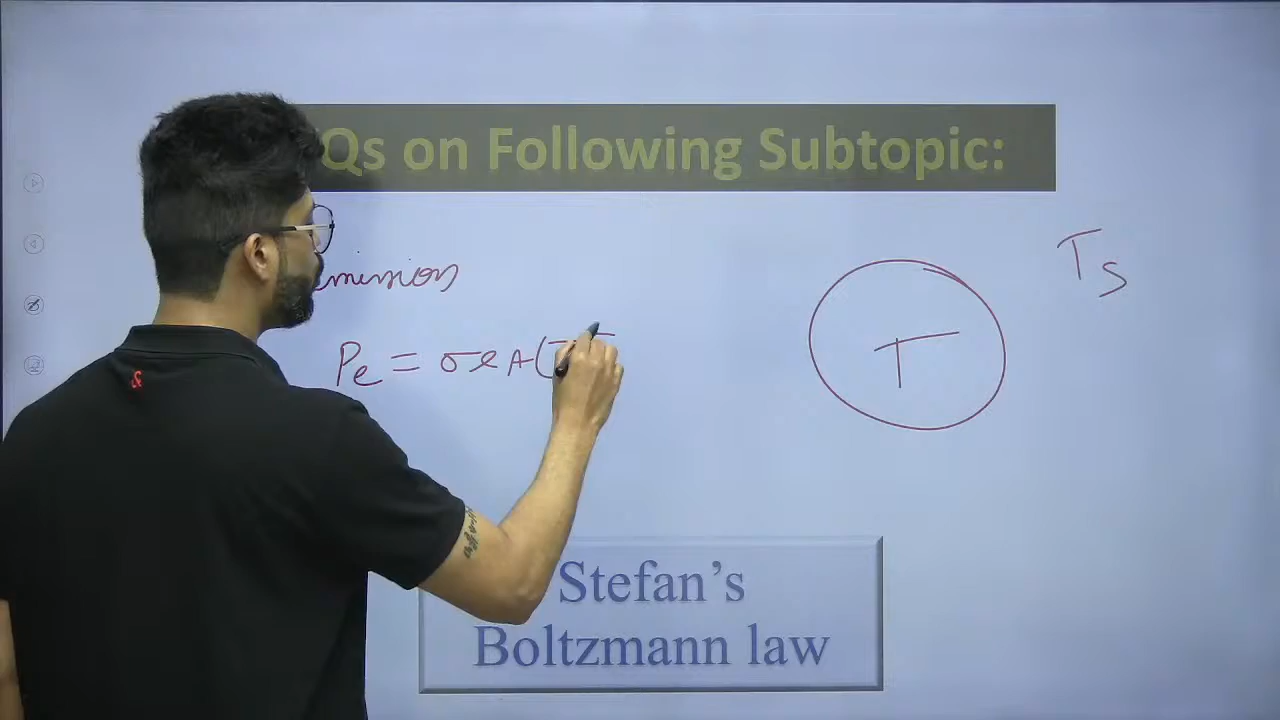 Qs on Following Subtopic:
mission
Ts
T
Pe = σeA(T
Stefan's
Boltzmann law